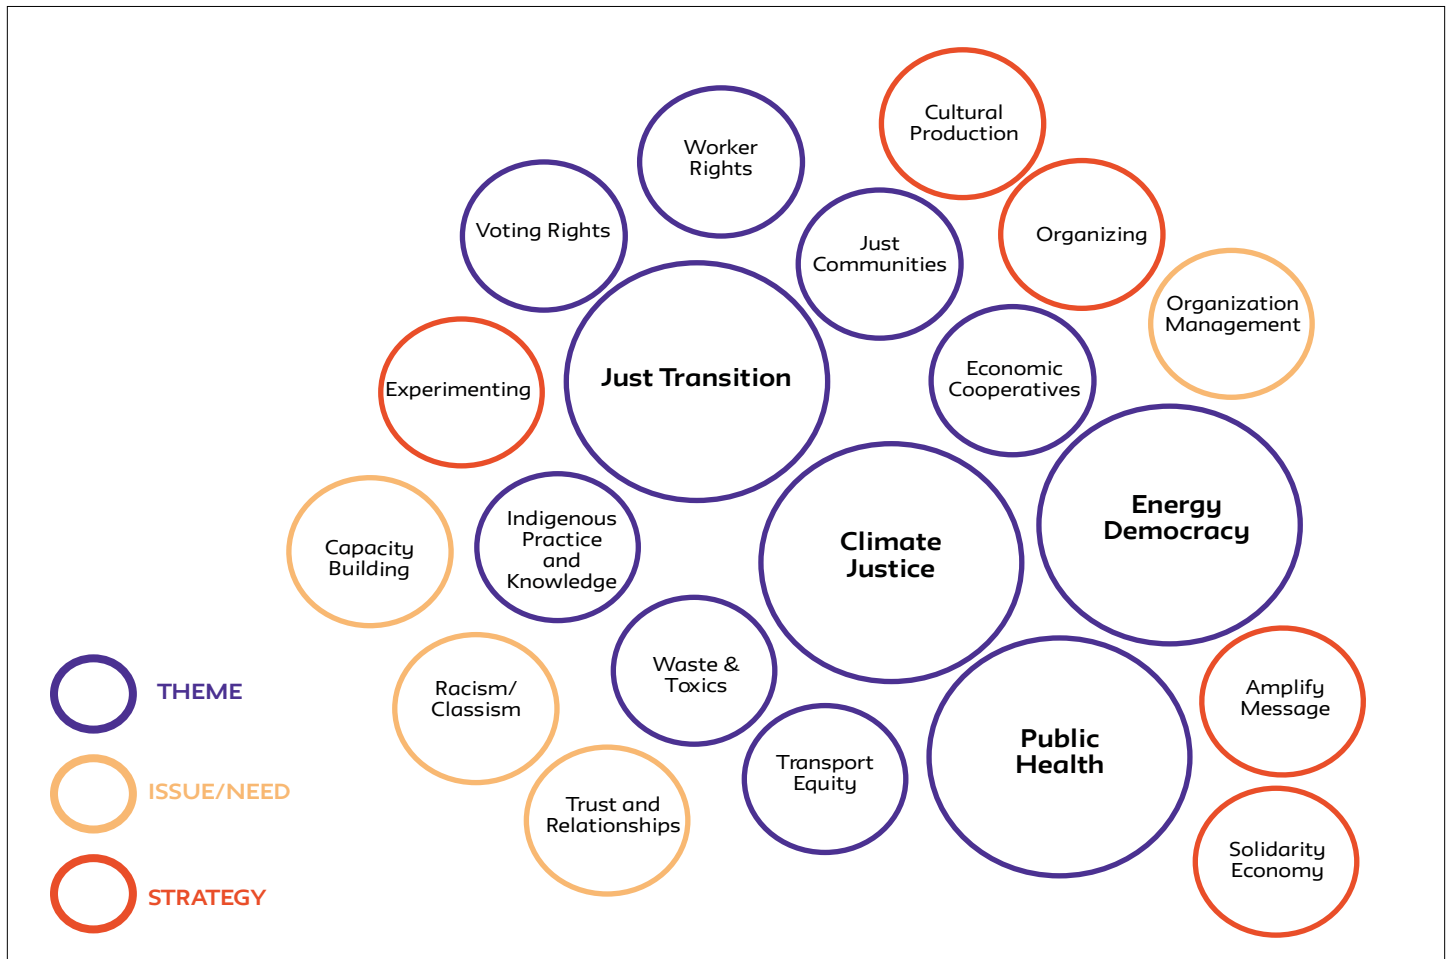 Cultural
Production
Worker
Rights
Voting Rights
Just
Communities
Organizing
Organization
Management
Experimenting
Just Transition
Economic
Cooperatives
Indigenous
Practice
and
Knowledge
Capacity
Building
Climate
Justice
Energy
Democracy
Waste &
Toxics
Racism/
Classism
Amplify
Message
Public
Health
Transport
Equity
Trust and
Relationships
Solidarity
Economy
THEME
ISSUE/NEED
STRATEGY